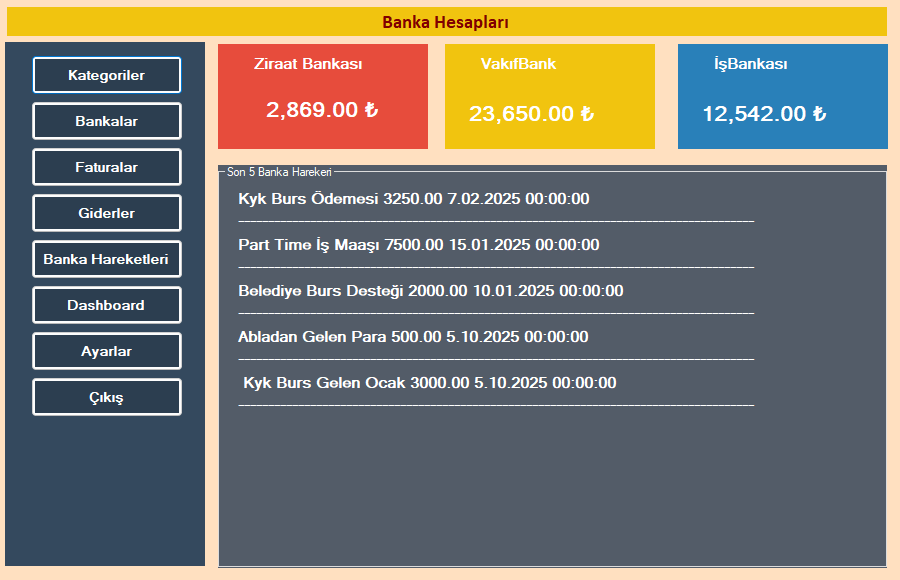 Banka Hesapları
Kategoriler
Bankalar
Faturalar
Giderler
Banka Hareketleri
Dashboard
Ayarlar
Çıkış
Ziraat Bankası
2,869.00 ₺
VakıfBank
23,650.00 ₺
İşBankası
12,542.00 ₺
Son 5 Banka Harekeri
Kyk Burs Ödemesi 3250.00 7.02.2025 00:00:00
Part Time İş Maaşı 7500.00 15.01.2025 00:00:00
Belediye Burs Desteği 2000.00 10.01.2025 00:00:00
Abladan Gelen Para 500.00 5.10.2025 00:00:00
Kyk Burs Gelen Ocak 3000.00 5.10.2025 00:00:00